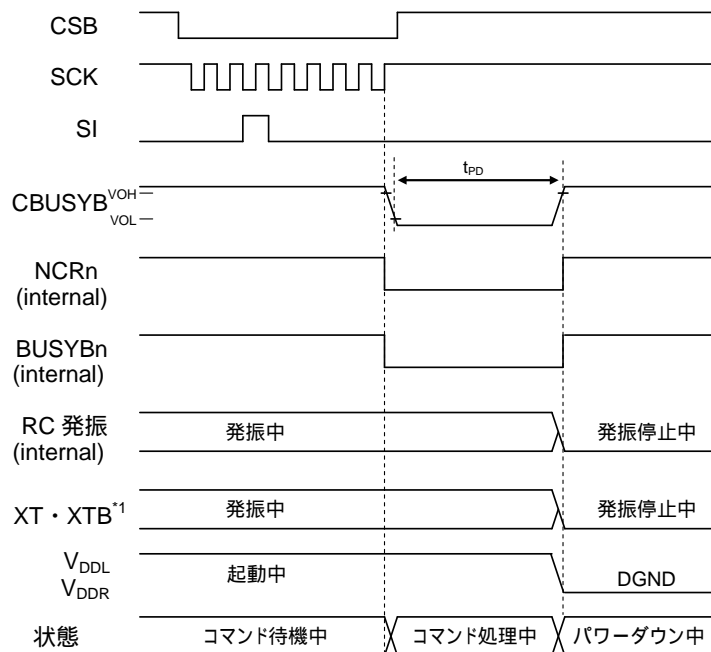 CSB
SCK
SI
tPD
CBUSYB VOH
VOL
NCRn
(internal)
BUSYBn
(internal)
RC 発振
(internal)
発振中
発振停止中
XT・XTB*1
発振中
発振停止中
VDDL
VDDR
起動中
DGND
状態
コマンド待機中
コマンド処理中
パワーダウン中